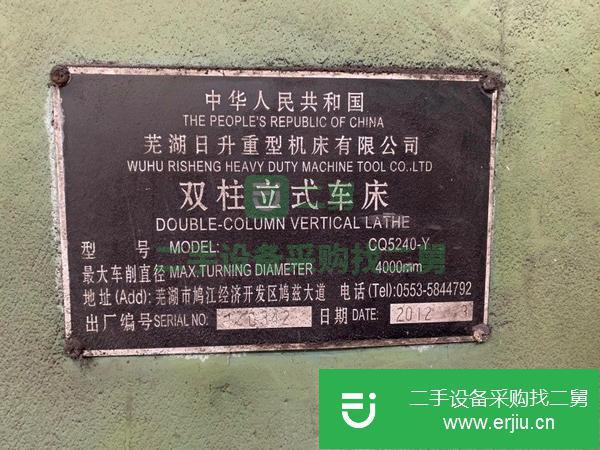 中华人民共和国
THE PEOPLE'S REPUBLIC OF CHINA
芜湖日升重型机床有限公司
WUHU RISHENG HEAVY DUTY MACHINE TOOL CO.,LTD
双柱立式车床
DOUBLE-COLUMN VERTICAL LATHE
型 号 MODEL: CQ5240-Y
最大车削直径 MAX.TURNING DIAMETER 4000mm
地址(Add): 芜湖市鸠江经济开发区鸠兹大道 电话(Tel):0553-5844792
出厂编号 SERIAL NO: 日期 DATE: 2012
二舅
二手设备采购找二舅
二手设备采购找二舅
www.erjiu.cn